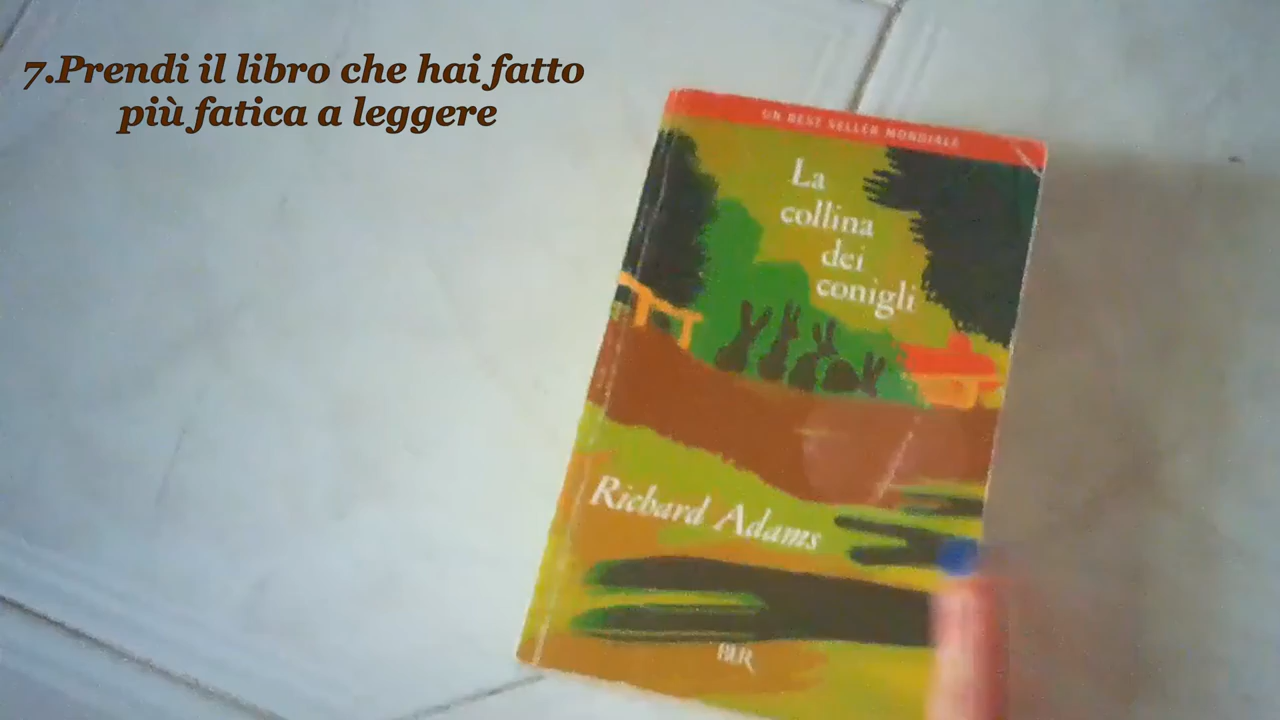 7.Prendi il libro che hai fatto
più fatica a leggere
UN BEST SELLER MONDIALE
La
collina
dei
conigli
Richard Adams
BUR